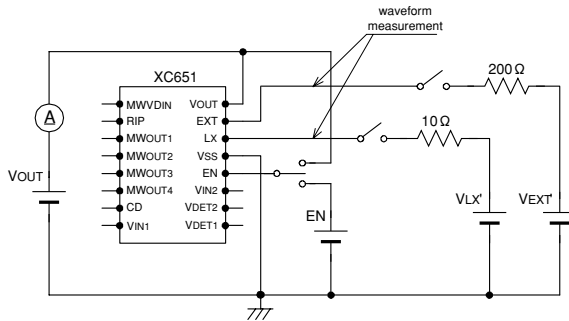 waveform
measurement
XC651
200Ω
10Ω
A
MWVDIN
RIP
MWOUT1
MWOUT2
MWOUT3
MWOUT4
CD
VIN1
VOUT
EXT
LX
VSS
EN
VIN2
VDET2
VDET1
VOUT
EN
VLX'
VEXT'